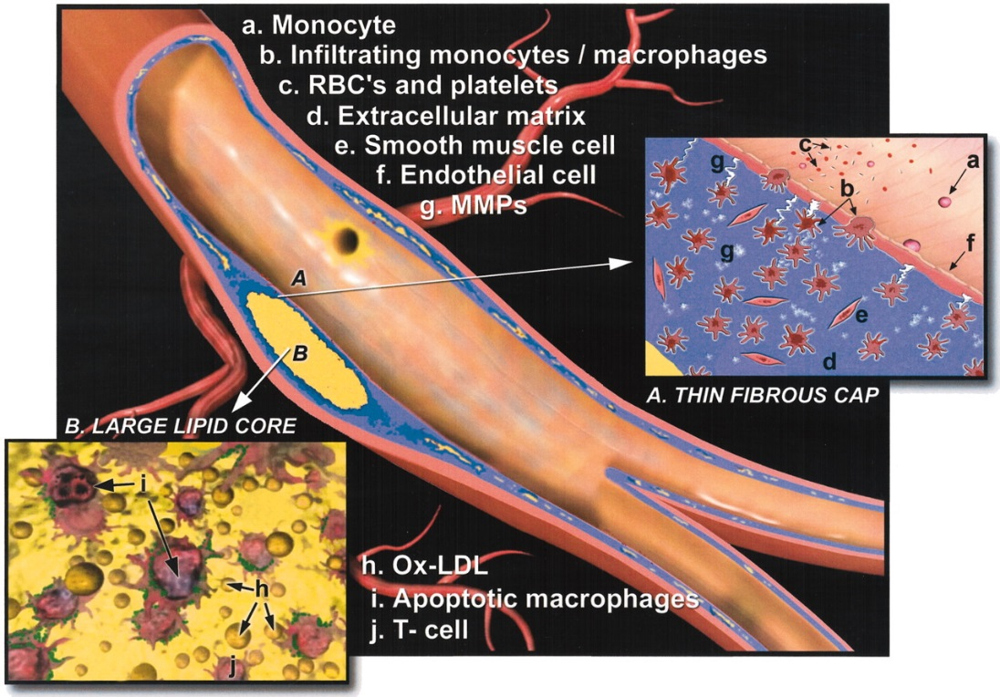 a. Monocyte
b. Infiltrating monocytes / macrophages
c. RBC's and platelets
d. Extracellular matrix
e. Smooth muscle cell
f. Endothelial cell
g. MMPs
c
a
g
b
f
g
e
d
A
A. THIN FIBROUS CAP
B
B. LARGE LIPID CORE
i
h
j
h. Ox-LDL
i. Apoptotic macrophages
j. T- cell